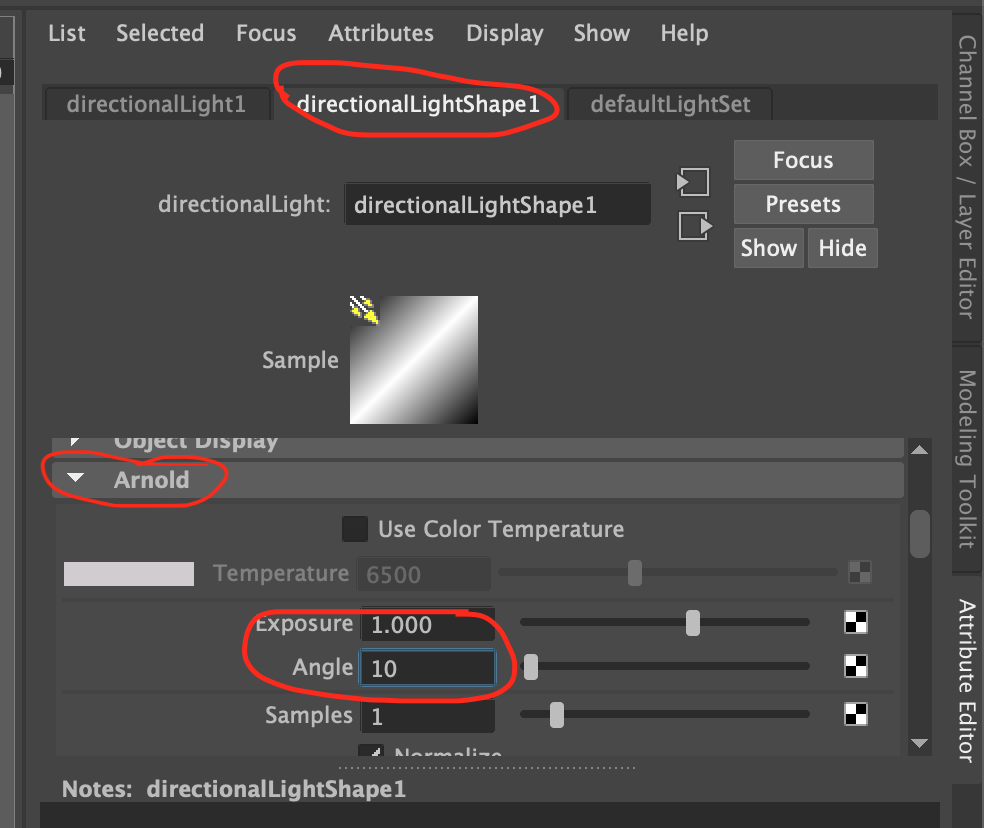 List Selected Focus Attributes Display Show Help
directionalLight1 directionalLightShape1 defaultLightSet
Focus
directionalLight: directionalLightShape1
Presets
Show Hide
Sample
Object Display
Arnold
Use Color Temperature
Temperature 6500
Exposure 1.000
Angle 10
Samples 1
Normalize
Notes: directionalLightShape1
Channel Box / Layer Editor
Modeling Toolkit
Attribute Editor